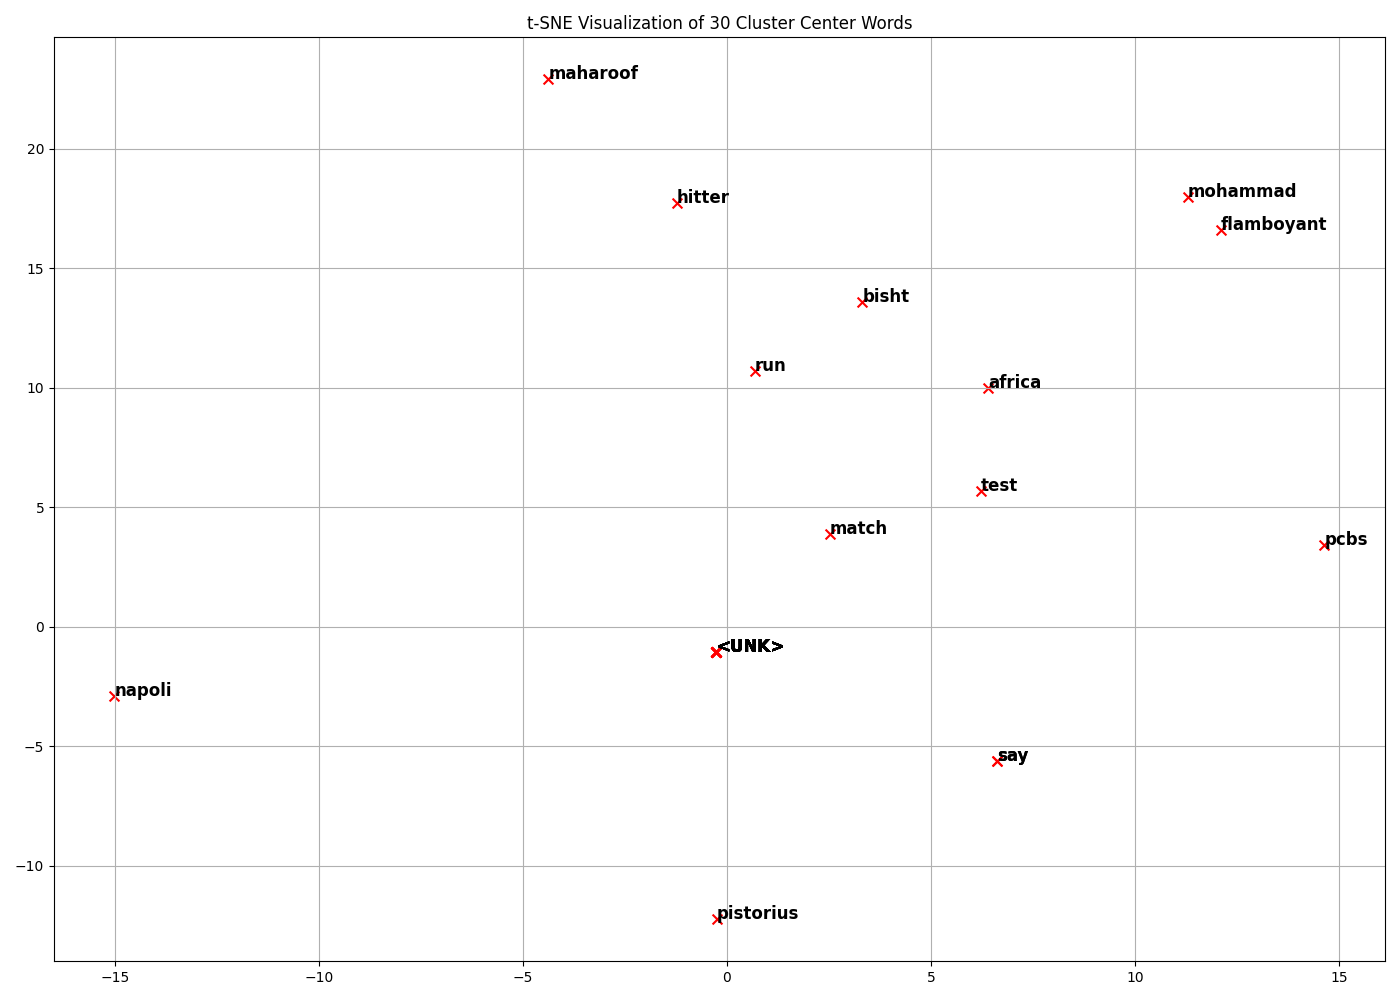 t-SNE Visualization of 30 Cluster Center Words
maharoof
mohammad
hitter
flamboyant
bisht
run
africa
test
match
pcbs
<UNK>
napoli
say
pistorius
20
15
10
5
0
−5
−10
−15
−10
−5
0
5
10
15